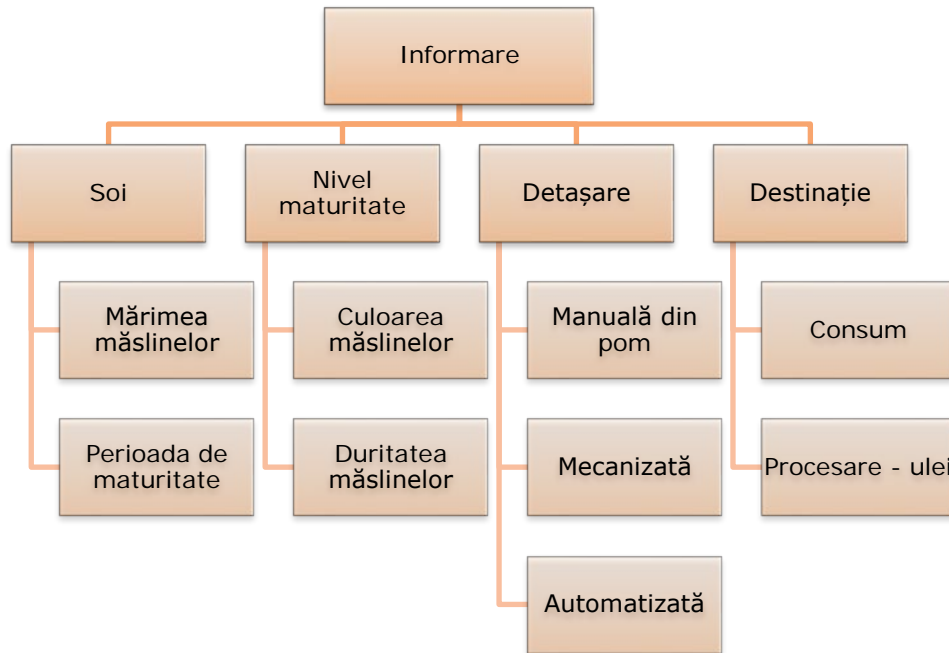 Informare
Soi
Nivel
maturitate
Detașare
Destinație
Mărimea
măslinelor
Culoarea
măslinelor
Manuală din
pom
Consum
Perioada de
maturitate
Duritatea
măslinelor
Mecanizată
Procesare - ulei
Automatizată